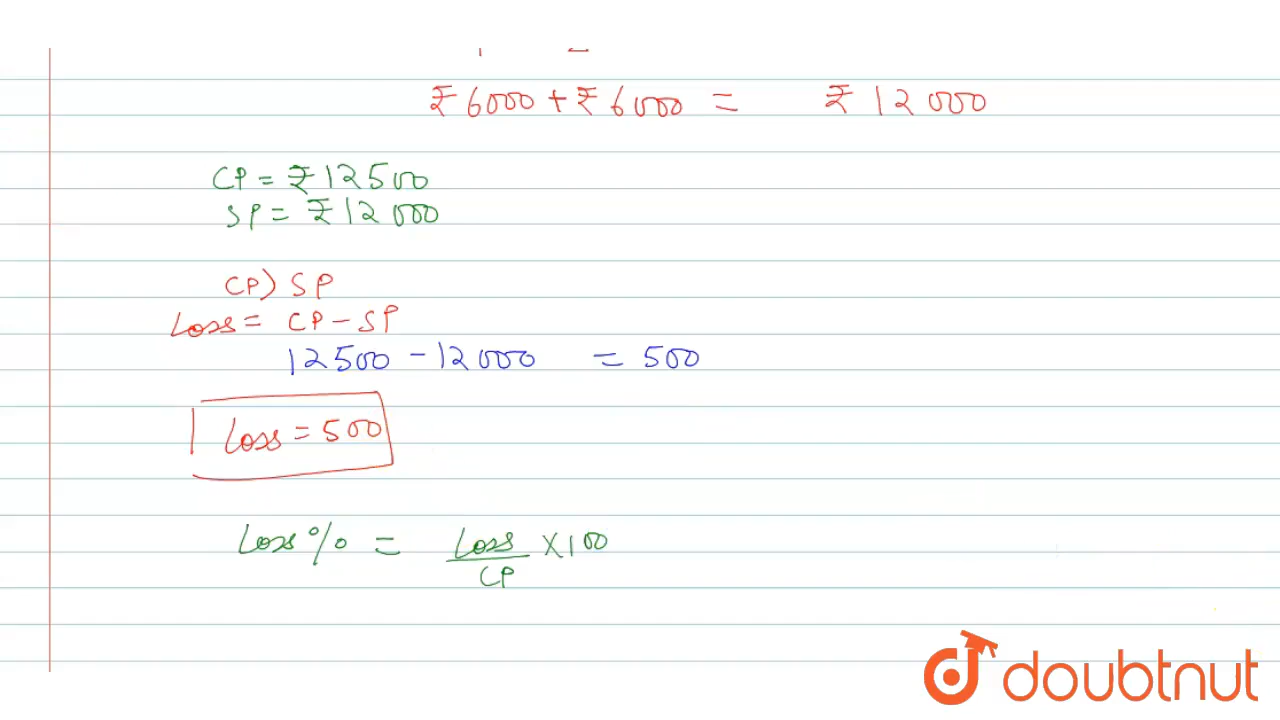 ₹6000 + ₹6000 = ₹12000
CP = ₹12500
SP = ₹12000
CP > SP
Loss = CP - SP
12500 - 12000 = 500
Loss = 500
Loss % = Loss/CP × 100
doubtnut